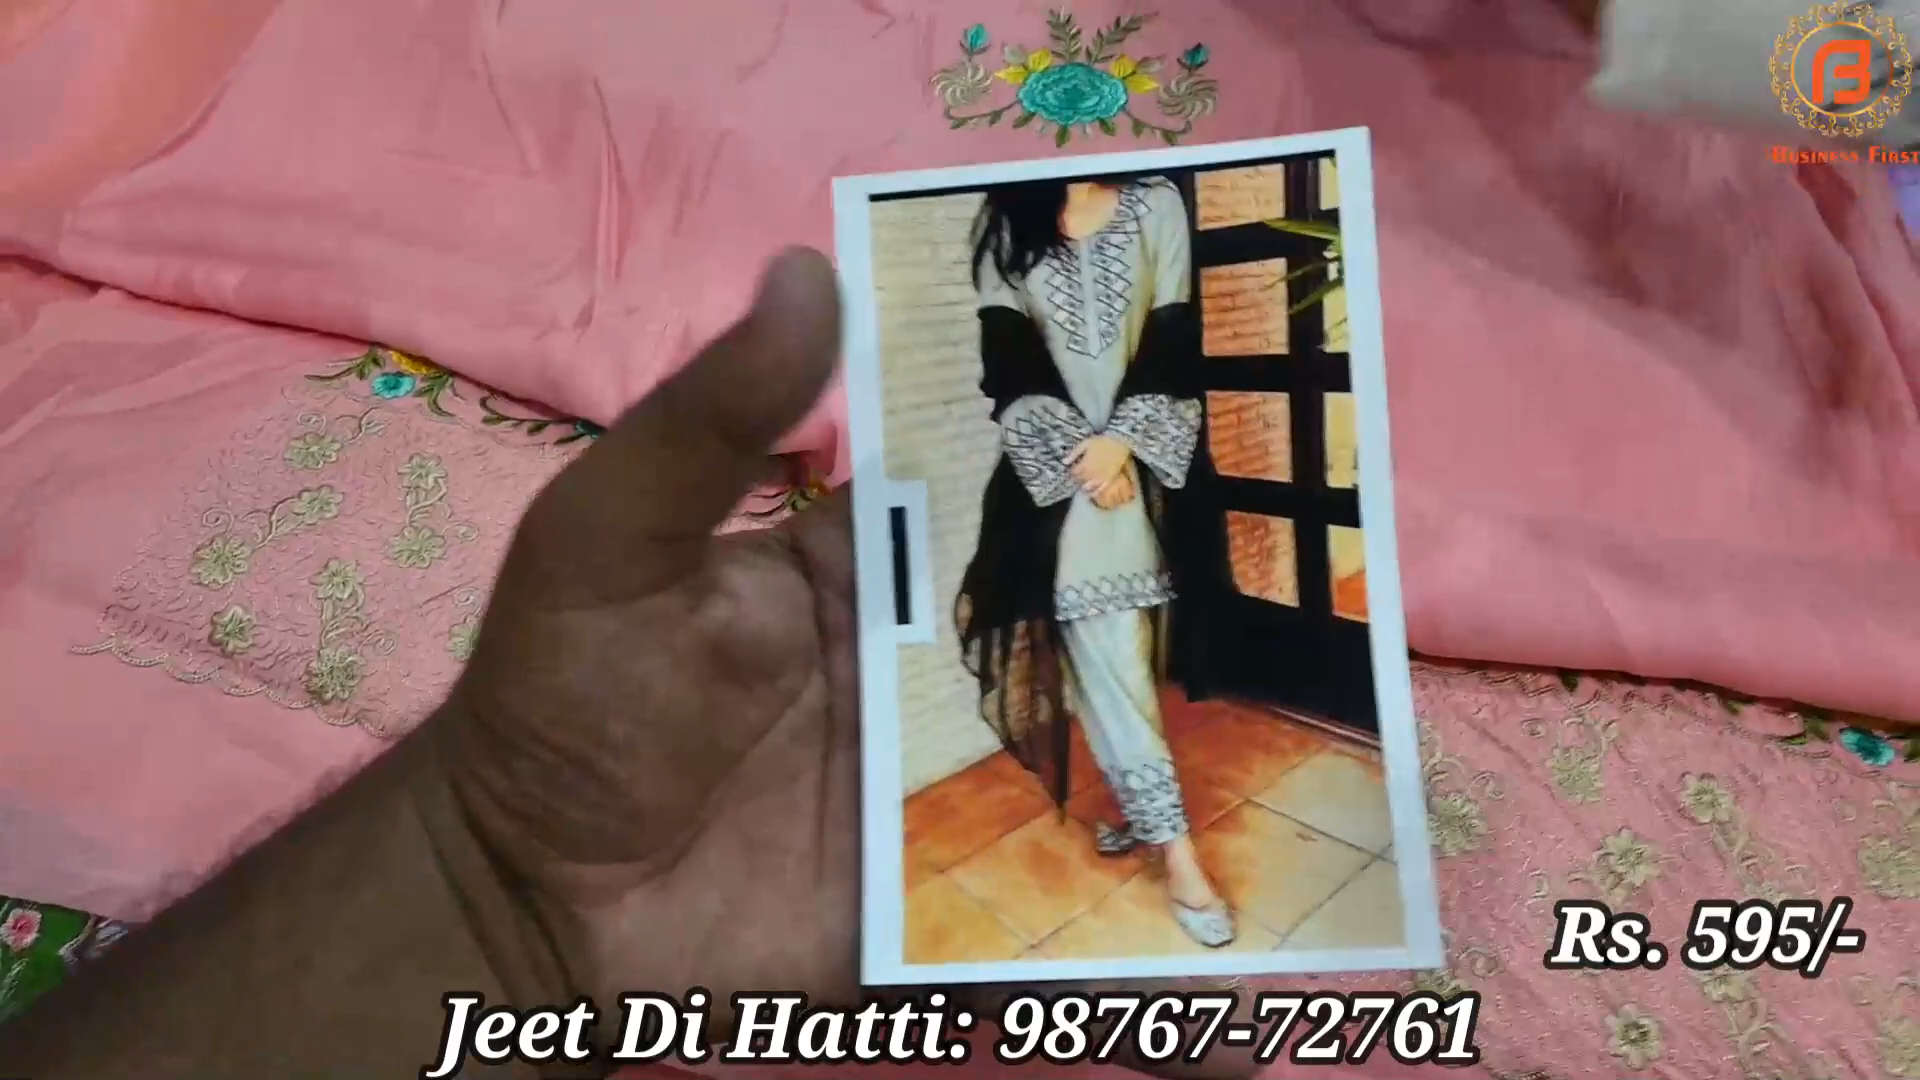 BUSINESS FIRST
Rs. 595/-
Jeet Di Hatti: 98767-72761